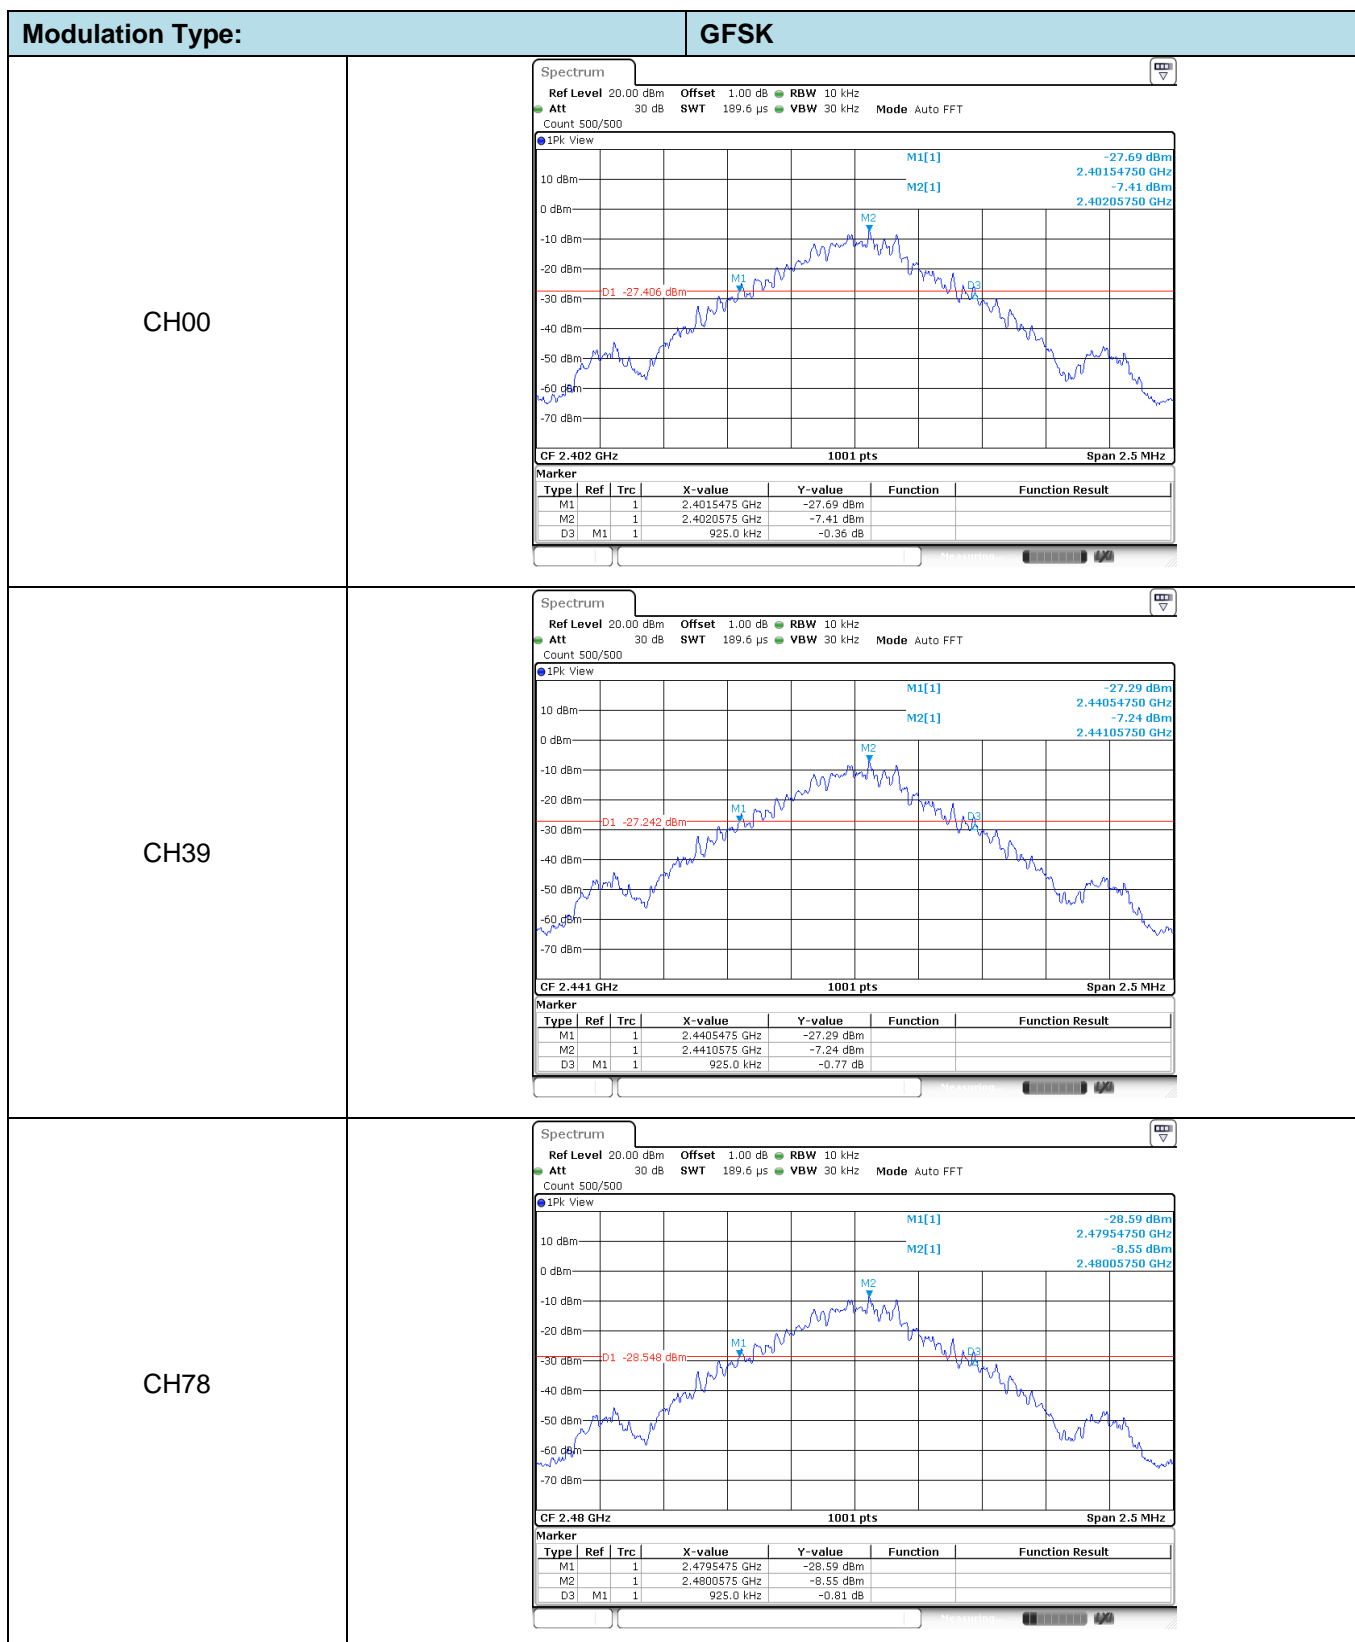 Modulation Type: GFSK
CH00
Spectrum
Ref Level 20.00 dBm Offset 1.00 dB RBW 10 kHz
Att 30 dB SWT 189.6 µs VBW 30 kHz Mode Auto FFT
Count 500/500
1Pk View
M1[1] -27.69 dBm
2.40154750 GHz
10 dBm
M2[1] -7.41 dBm
2.40205750 GHz
0 dBm
M2
-10 dBm
-20 dBm
M1
D3
D1 -27.406 dBm
-30 dBm
-40 dBm
-50 dBm
-60 dBm
-70 dBm
CF 2.402 GHz 1001 pts Span 2.5 MHz
Marker
Type Ref Trc X-value Y-value Function Function Result
M1 1 2.4015475 GHz -27.69 dBm
M2 1 2.4020575 GHz -7.41 dBm
D3 M1 1 925.0 kHz -0.36 dB
Measuring...
CH39
Spectrum
Ref Level 20.00 dBm Offset 1.00 dB RBW 10 kHz
Att 30 dB SWT 189.6 µs VBW 30 kHz Mode Auto FFT
Count 500/500
1Pk View
M1[1] -27.29 dBm
2.44054750 GHz
10 dBm
M2[1] -7.24 dBm
2.44105750 GHz
0 dBm
M2
-10 dBm
-20 dBm
M1
D3
D1 -27.242 dBm
-30 dBm
-40 dBm
-50 dBm
-60 dBm
-70 dBm
CF 2.441 GHz 1001 pts Span 2.5 MHz
Marker
Type Ref Trc X-value Y-value Function Function Result
M1 1 2.4405475 GHz -27.29 dBm
M2 1 2.4410575 GHz -7.24 dBm
D3 M1 1 925.0 kHz -0.77 dB
Measuring...
CH78
Spectrum
Ref Level 20.00 dBm Offset 1.00 dB RBW 10 kHz
Att 30 dB SWT 189.6 µs VBW 30 kHz Mode Auto FFT
Count 500/500
1Pk View
M1[1] -28.59 dBm
2.47954750 GHz
10 dBm
M2[1] -8.55 dBm
2.48005750 GHz
0 dBm
M2
-10 dBm
-20 dBm
M1
D3
D1 -28.548 dBm
-30 dBm
-40 dBm
-50 dBm
-60 dBm
-70 dBm
CF 2.48 GHz 1001 pts Span 2.5 MHz
Marker
Type Ref Trc X-value Y-value Function Function Result
M1 1 2.4795475 GHz -28.59 dBm
M2 1 2.4800575 GHz -8.55 dBm
D3 M1 1 925.0 kHz -0.81 dB
Measuring...